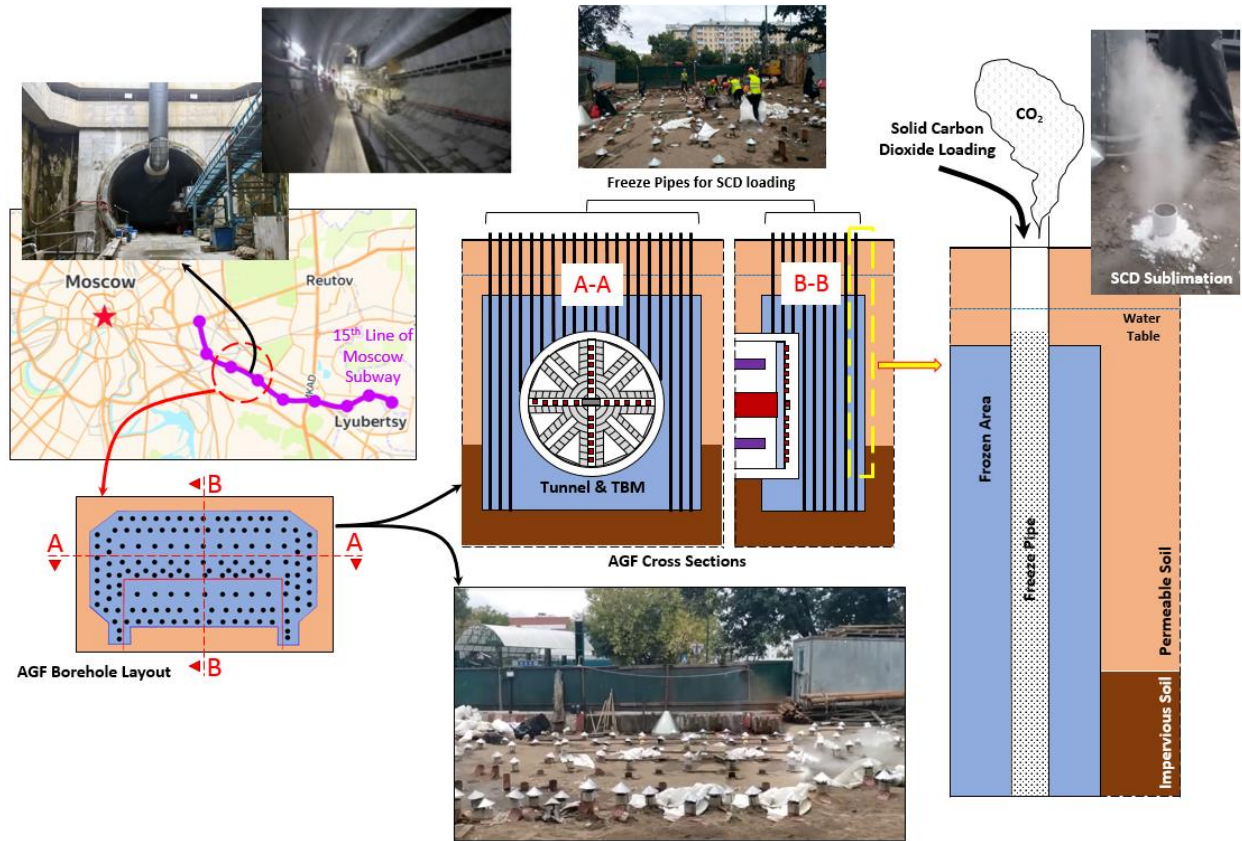 Freeze Pipes for SCD loading
Solid Carbon
Dioxide Loading
CO₂
SCD Sublimation
Moscow
Reutov
15th Line of
Moscow
Subway
KAD
Lyubertsy
A-A
B-B
Tunnel & TBM
AGF Cross Sections
Water
Table
Frozen Area
Freeze Pipe
Permeable Soil
Impervious Soil
B
A
A
B
AGF Borehole Layout